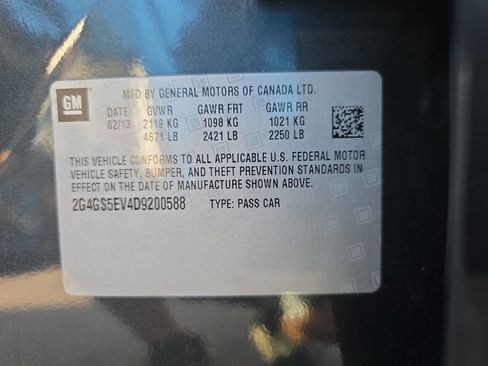 GM
MFD BY GENERAL MOTORS OF CANADA LTD.
DATE GVWR GAWR FRT GAWR RR
02/13 2119 KG 1098 KG 1021 KG
4671 LB 2421 LB 2250 LB
THIS VEHICLE CONFORMS TO ALL APPLICABLE U.S. FEDERAL MOTOR
VEHICLE SAFETY, BUMPER, AND THEFT PREVENTION STANDARDS IN
EFFECT ON THE DATE OF MANUFACTURE SHOWN ABOVE.
2G4GS5EV4D9200588 TYPE: PASS CAR